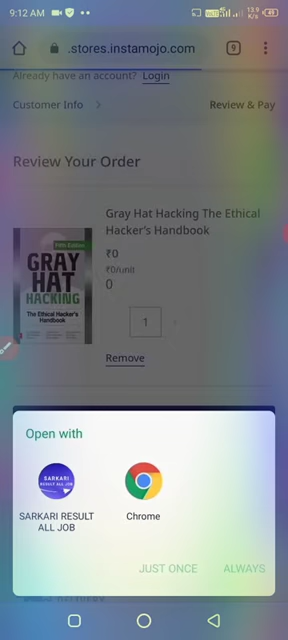 9:12 AM
13.9
K/s
.stores.instamojo.com
9
Already have an account? Login
Customer Info > Review & Pay
Review Your Order
Gray Hat Hacking The Ethical
Hacker's Handbook
₹0
₹0/unit
0
GRAY
HAT
HACKING
The Ethical Hacker's
Handbook
1
Remove
Open with
SARKARI
RESULT ALL JOB
SARKARI RESULT
ALL JOB
Chrome
JUST ONCE ALWAYS